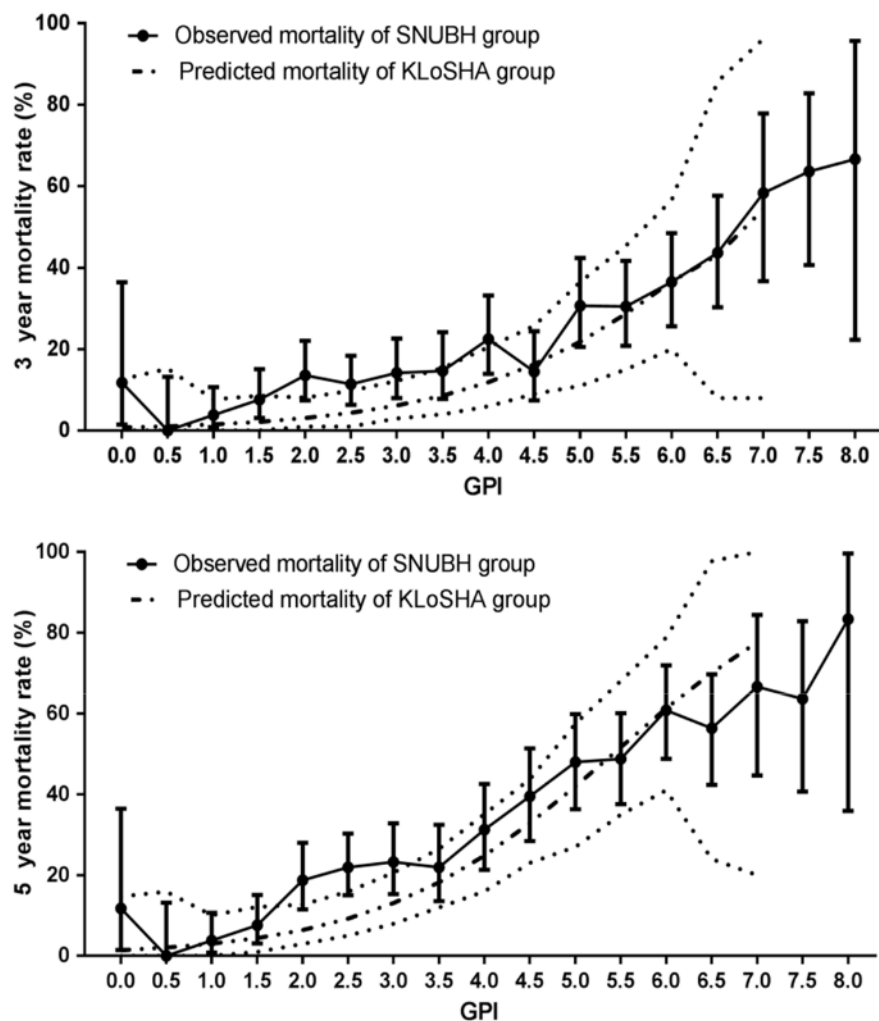 100
80
60
40
20
0
3 year mortality rate (%)
Observed mortality of SNUBH group
Predicted mortality of KLoSHA group
0.0 0.5 1.0 1.5 2.0 2.5 3.0 3.5 4.0 4.5 5.0 5.5 6.0 6.5 7.0 7.5 8.0
GPI
100
80
60
40
20
0
5 year mortality rate (%)
Observed mortality of SNUBH group
Predicted mortality of KLoSHA group
0.0 0.5 1.0 1.5 2.0 2.5 3.0 3.5 4.0 4.5 5.0 5.5 6.0 6.5 7.0 7.5 8.0
GPI